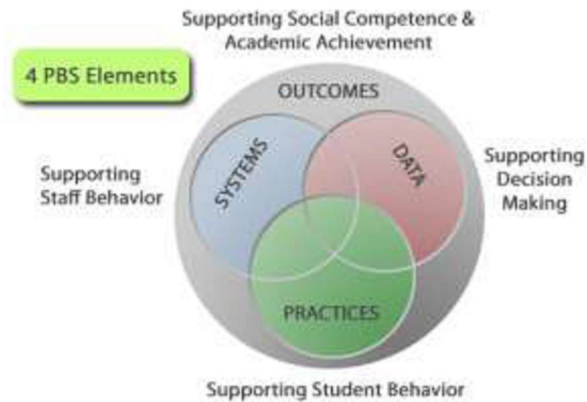 Supporting Social Competence &
Academic Achievement
4 PBS Elements
OUTCOMES
SYSTEMS
DATA
Supporting
Staff Behavior
Supporting
Decision
Making
PRACTICES
Supporting Student Behavior